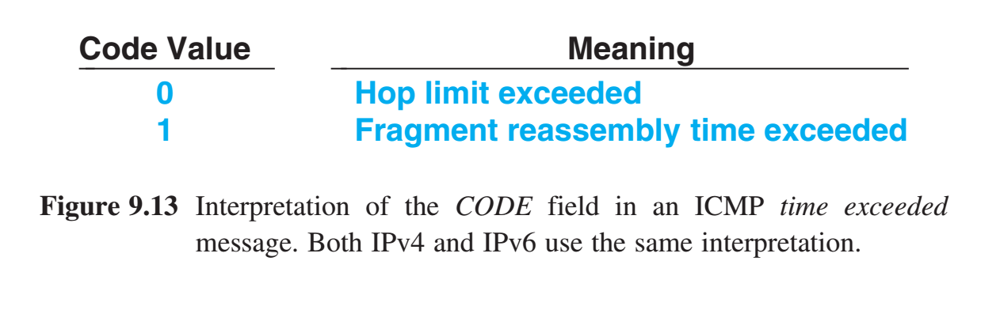 Code Value Meaning
0 Hop limit exceeded
1 Fragment reassembly time exceeded
Figure 9.13 Interpretation of the CODE field in an ICMP time exceeded
message. Both IPv4 and IPv6 use the same interpretation.